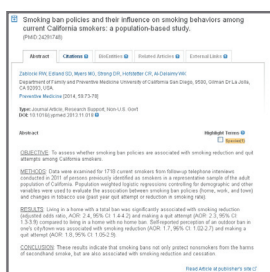 Smoking ban policies and their influence on smoking behaviors among
current California smokers: a population-based study.
(PMID:24291748)
Abstract Citations BioEntities Related Articles External Links
Zablocki RW, Edland SD, Myers MG, Strong DR, Hofstetter CR, Al-Delaimy WK
Department of Family and Preventive Medicine University of California San Diego, 9500, Gilman Dr La Jolla,
CA 92093, USA.
Preventive Medicine [2014, 59:73-78]
Type: Journal Article, Research Support, Non-U.S. Gov't
DOI: 10.1016/j.ypmed.2013.11.018
Abstract Highlight Terms
OBJECTIVE: To assess whether smoking ban policies are associated with smoking reduction and quit
attempts among California smokers.
METHODS: Data were examined for 1718 current smokers from follow-up telephone interviews
conducted in 2011 of persons previously identified as smokers in a representative sample of the adult
population of California. Population weighted logistic regressions controlling for demographic and other
variables were used to evaluate the association between smoking ban policies (home, work, and town)
and changes in tobacco use (past year quit attempt or reduction in smoking rate).
RESULTS: Living in a home with a total ban was significantly associated with smoking reduction
(adjusted odds ratio, AOR: 2.4, 95% CI: 1.4-4.2) and making a quit attempt (AOR: 2.3, 95% CI:
1.3-3.9) compared to living in a home with no home ban. Self-reported perception of an outdoor ban in
one's city/town was associated with smoking reduction (AOR: 1.7, 95% CI: 1.02-2.7) and making a
quit attempt (AOR: 1.8, 95% CI: 1.05-2.9).
CONCLUSION: These results indicate that smoking bans not only protect nonsmokers from the harms
of secondhand smoke, but are also associated with smoking reduction and cessation.
Read Article at publisher's site